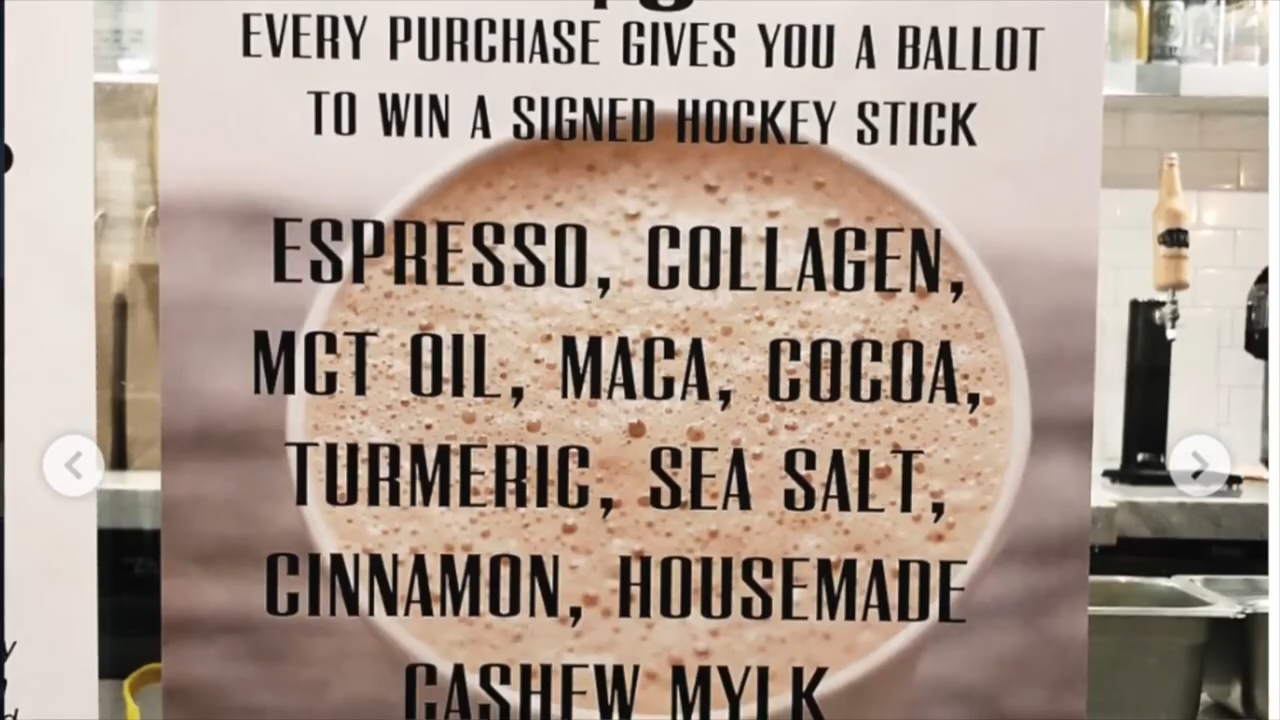 EVERY PURCHASE GIVES YOU A BALLOT
TO WIN A SIGNED HOCKEY STICK
ESPRESSO, COLLAGEN,
MCT OIL, MACA, COCOA,
TURMERIC, SEA SALT,
CINNAMON, HOUSEMADE
CASHEW MYLK